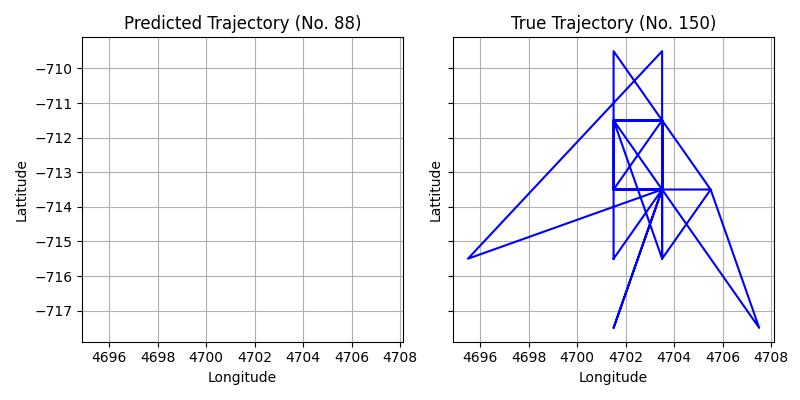 Predicted Trajectory (No. 88)
Lattitude
−710
−711
−712
−713
−714
−715
−716
−717
4696 4698 4700 4702 4704 4706 4708
Longitude
True Trajectory (No. 150)
Lattitude
4696 4698 4700 4702 4704 4706 4708
Longitude